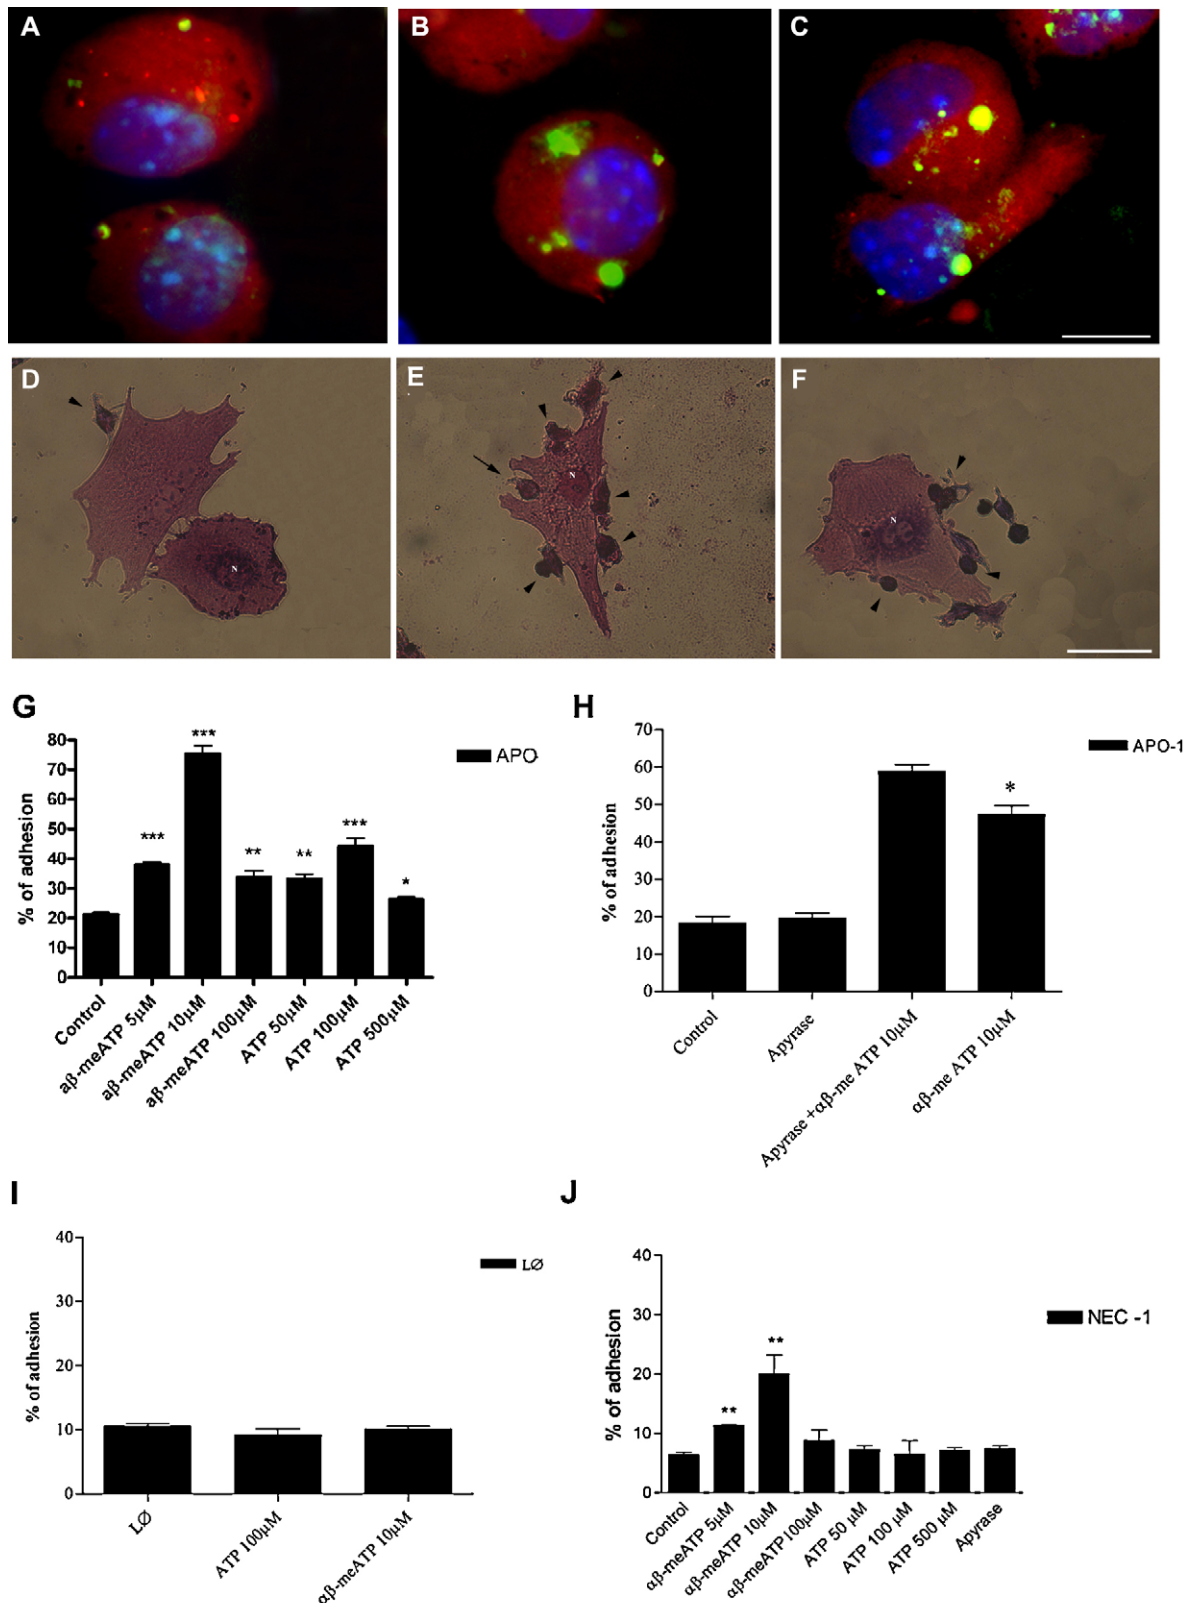 A
B
C
D
N
E
N
F
N
G
% of adhesion
80
70
60
50
40
30
20
10
0
***
***
**
**
***
*
APO
Control
aβ-meATP 5µM
aβ-meATP 10µM
aβ-meATP 100µM
ATP 50µM
ATP 100µM
ATP 500µM
H
% of adhesion
70
60
50
40
30
20
10
0
*
APO-1
Control
Apyrase
Apyrase +αβ-me ATP 10µM
αβ-me ATP 10µM
I
% of adhesion
40
30
20
10
0
LØ
LØ
ATP 100µM
αβ-meATP 10µM
J
% of adhesion
40
30
20
10
0
**
**
NEC -1
Control
αβ-meATP 5µM
αβ-meATP 10µM
αβ-meATP100µM
ATP 50 µM
ATP 100 µM
ATP 500 µM
Apyrase